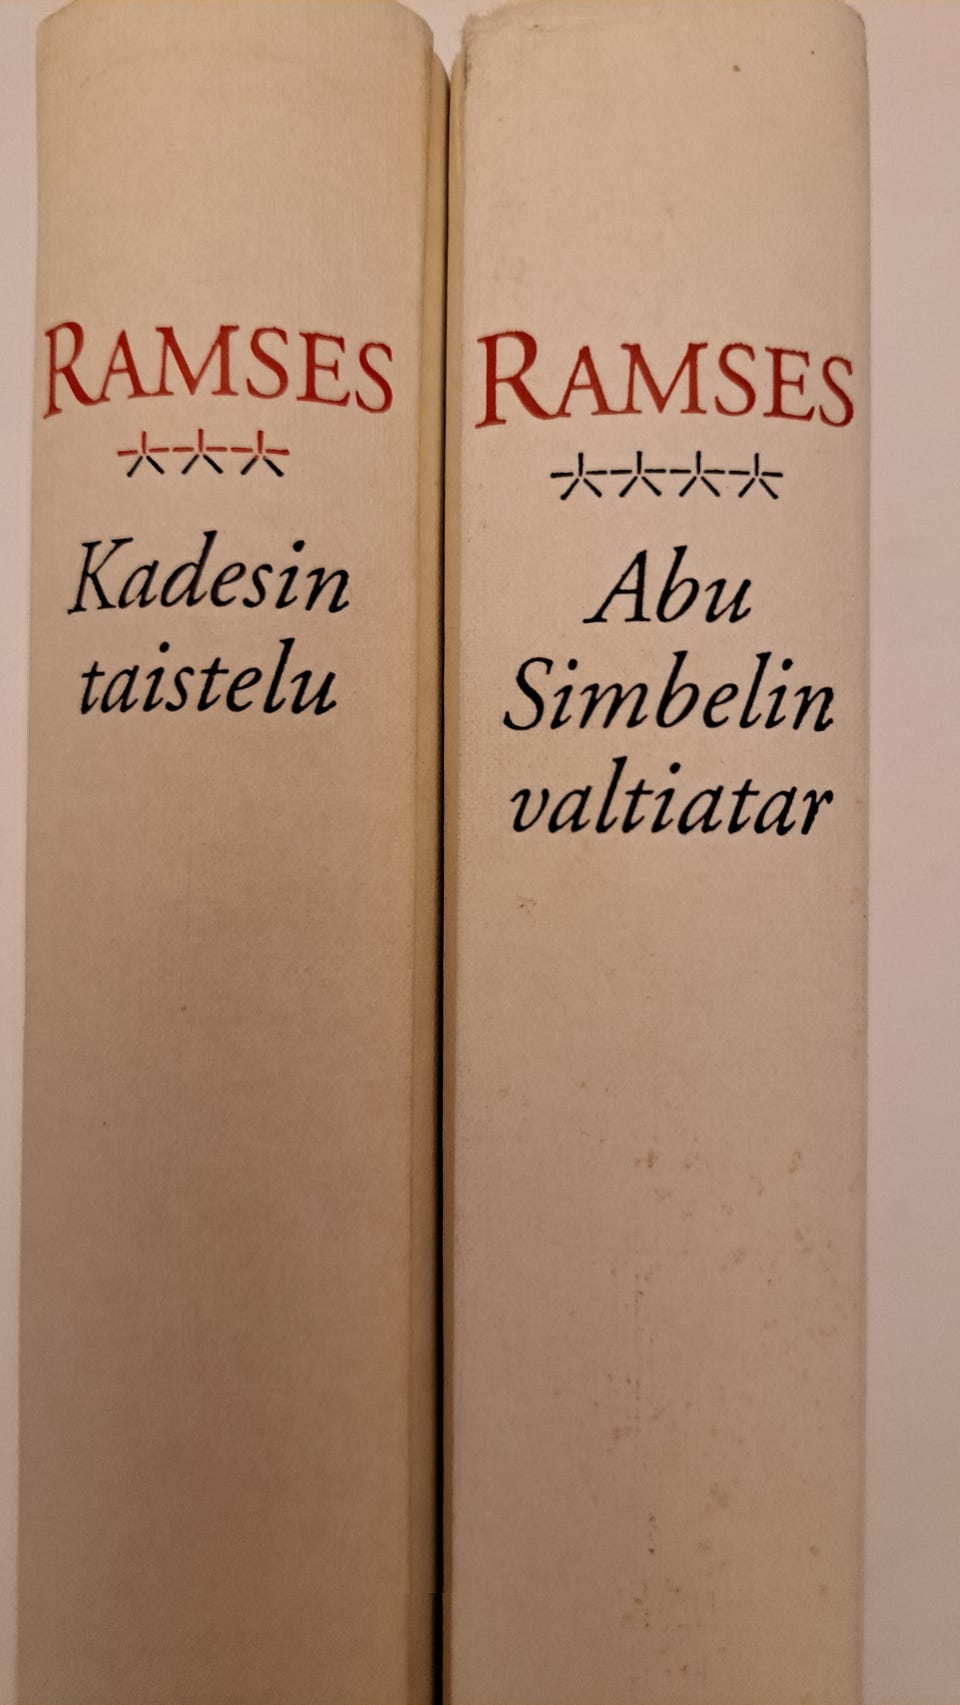 RAMSES
Kadesin
taistelu
RAMSES
Abu
Simbelin
valtiatar